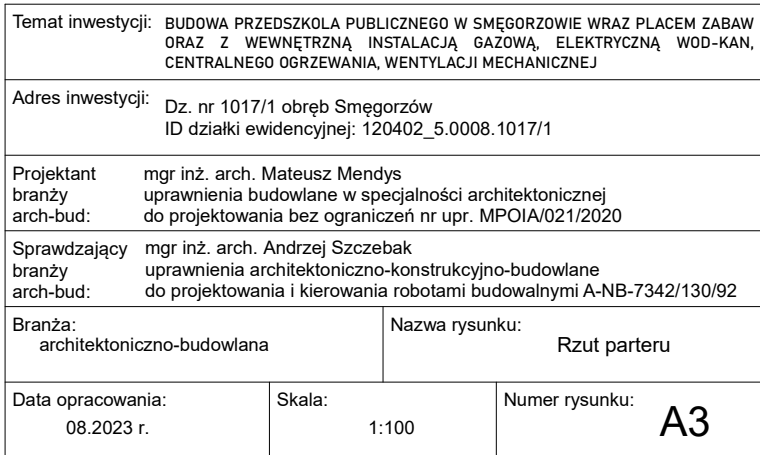 Temat inwestycji: BUDOWA PRZEDSZKOLA PUBLICZNEGO W SMĘGORZOWIE WRAZ PLACEM ZABAW
ORAZ Z WEWNĘTRZNĄ INSTALACJĄ GAZOWĄ, ELEKTRYCZNĄ WOD-KAN,
CENTRALNEGO OGRZEWANIA, WENTYLACJI MECHANICZNEJ
Adres inwestycji: Dz. nr 1017/1 obręb Smęgorzów
ID działki ewidencyjnej: 120402_5.0008.1017/1
Projektant mgr inż. arch. Mateusz Mendys
branży uprawnienia budowlane w specjalności architektonicznej
arch-bud: do projektowania bez ograniczeń nr upr. MPOIA/021/2020
Sprawdzający mgr inż. arch. Andrzej Szczebak
branży uprawnienia architektoniczno-konstrukcyjno-budowlane
arch-bud: do projektowania i kierowania robotami budowalnymi A-NB-7342/130/92
Branża: Nazwa rysunku:
architektoniczno-budowlana Rzut parteru
Data opracowania: Skala: Numer rysunku:
08.2023 r. 1:100 A3